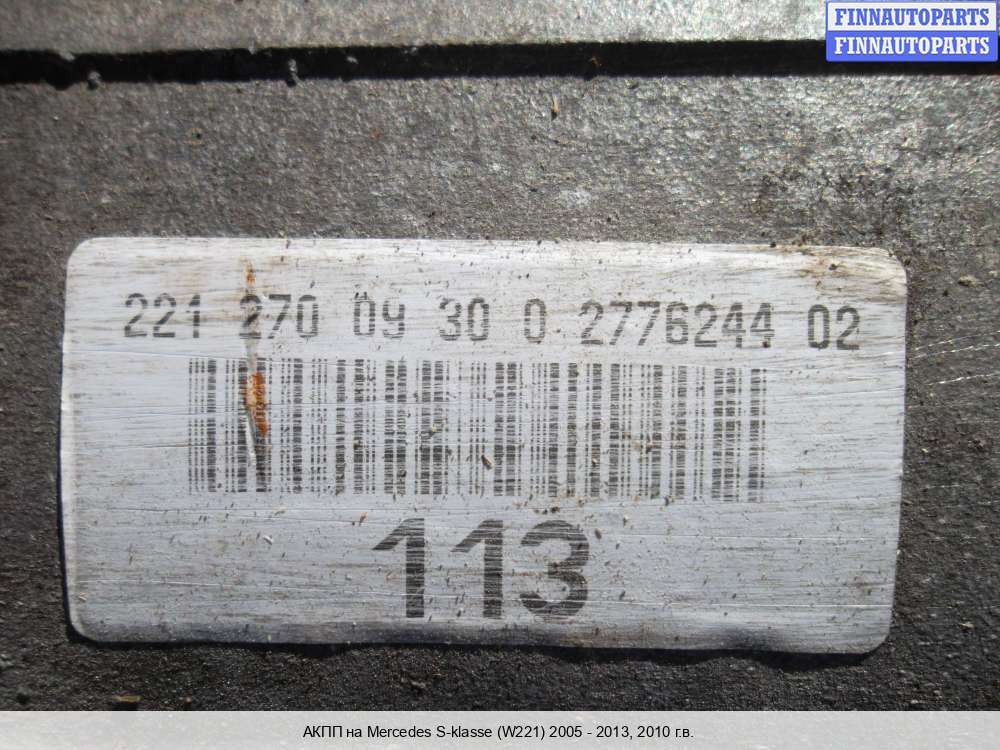 FINNAUTOPARTS
FINNAUTOPARTS
221 270 09 30 0 2776244 02
113
АКПП на Mercedes S-klasse (W221) 2005 - 2013, 2010 г.в.